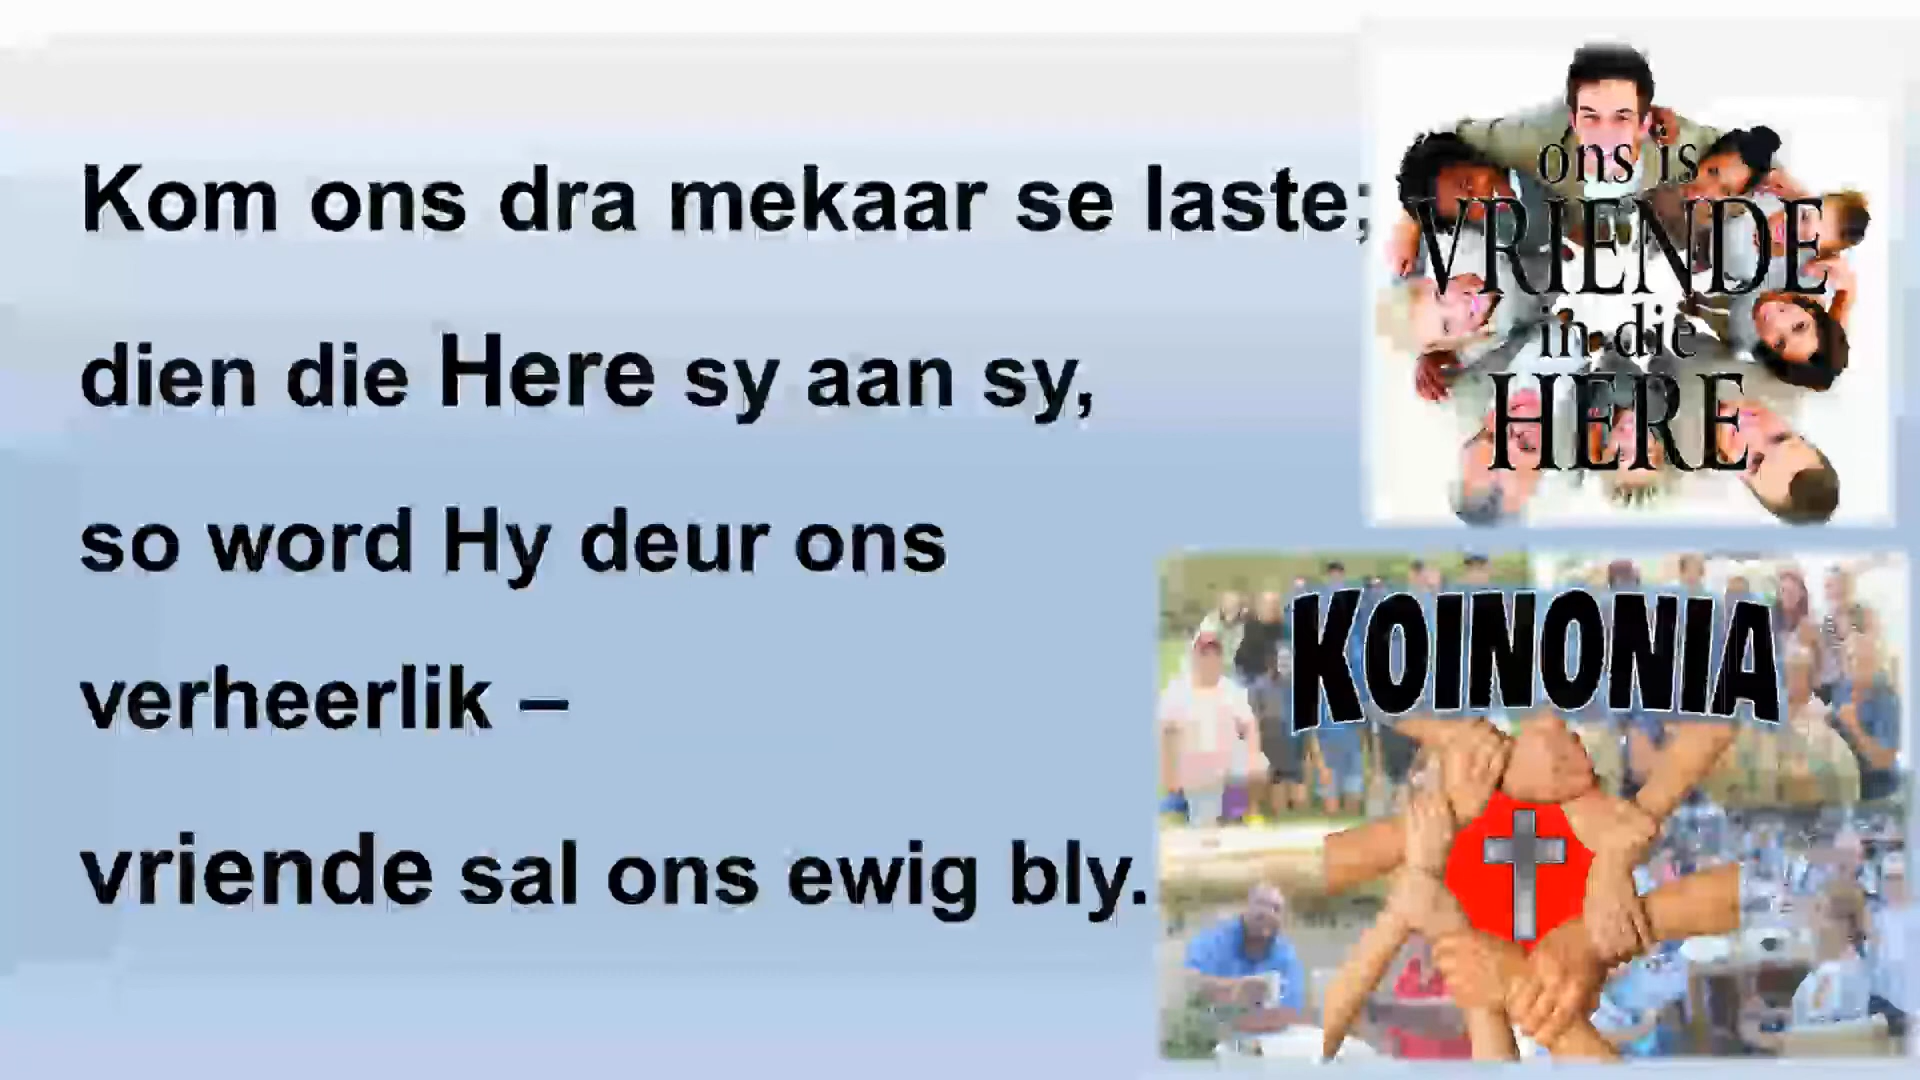 Kom ons dra mekaar se laste;
dien die Here sy aan sy,
so word Hy deur ons
verheerlik –
vriende sal ons ewig bly.
ons is
VRIENDE
in die
HERE
KOINONIA